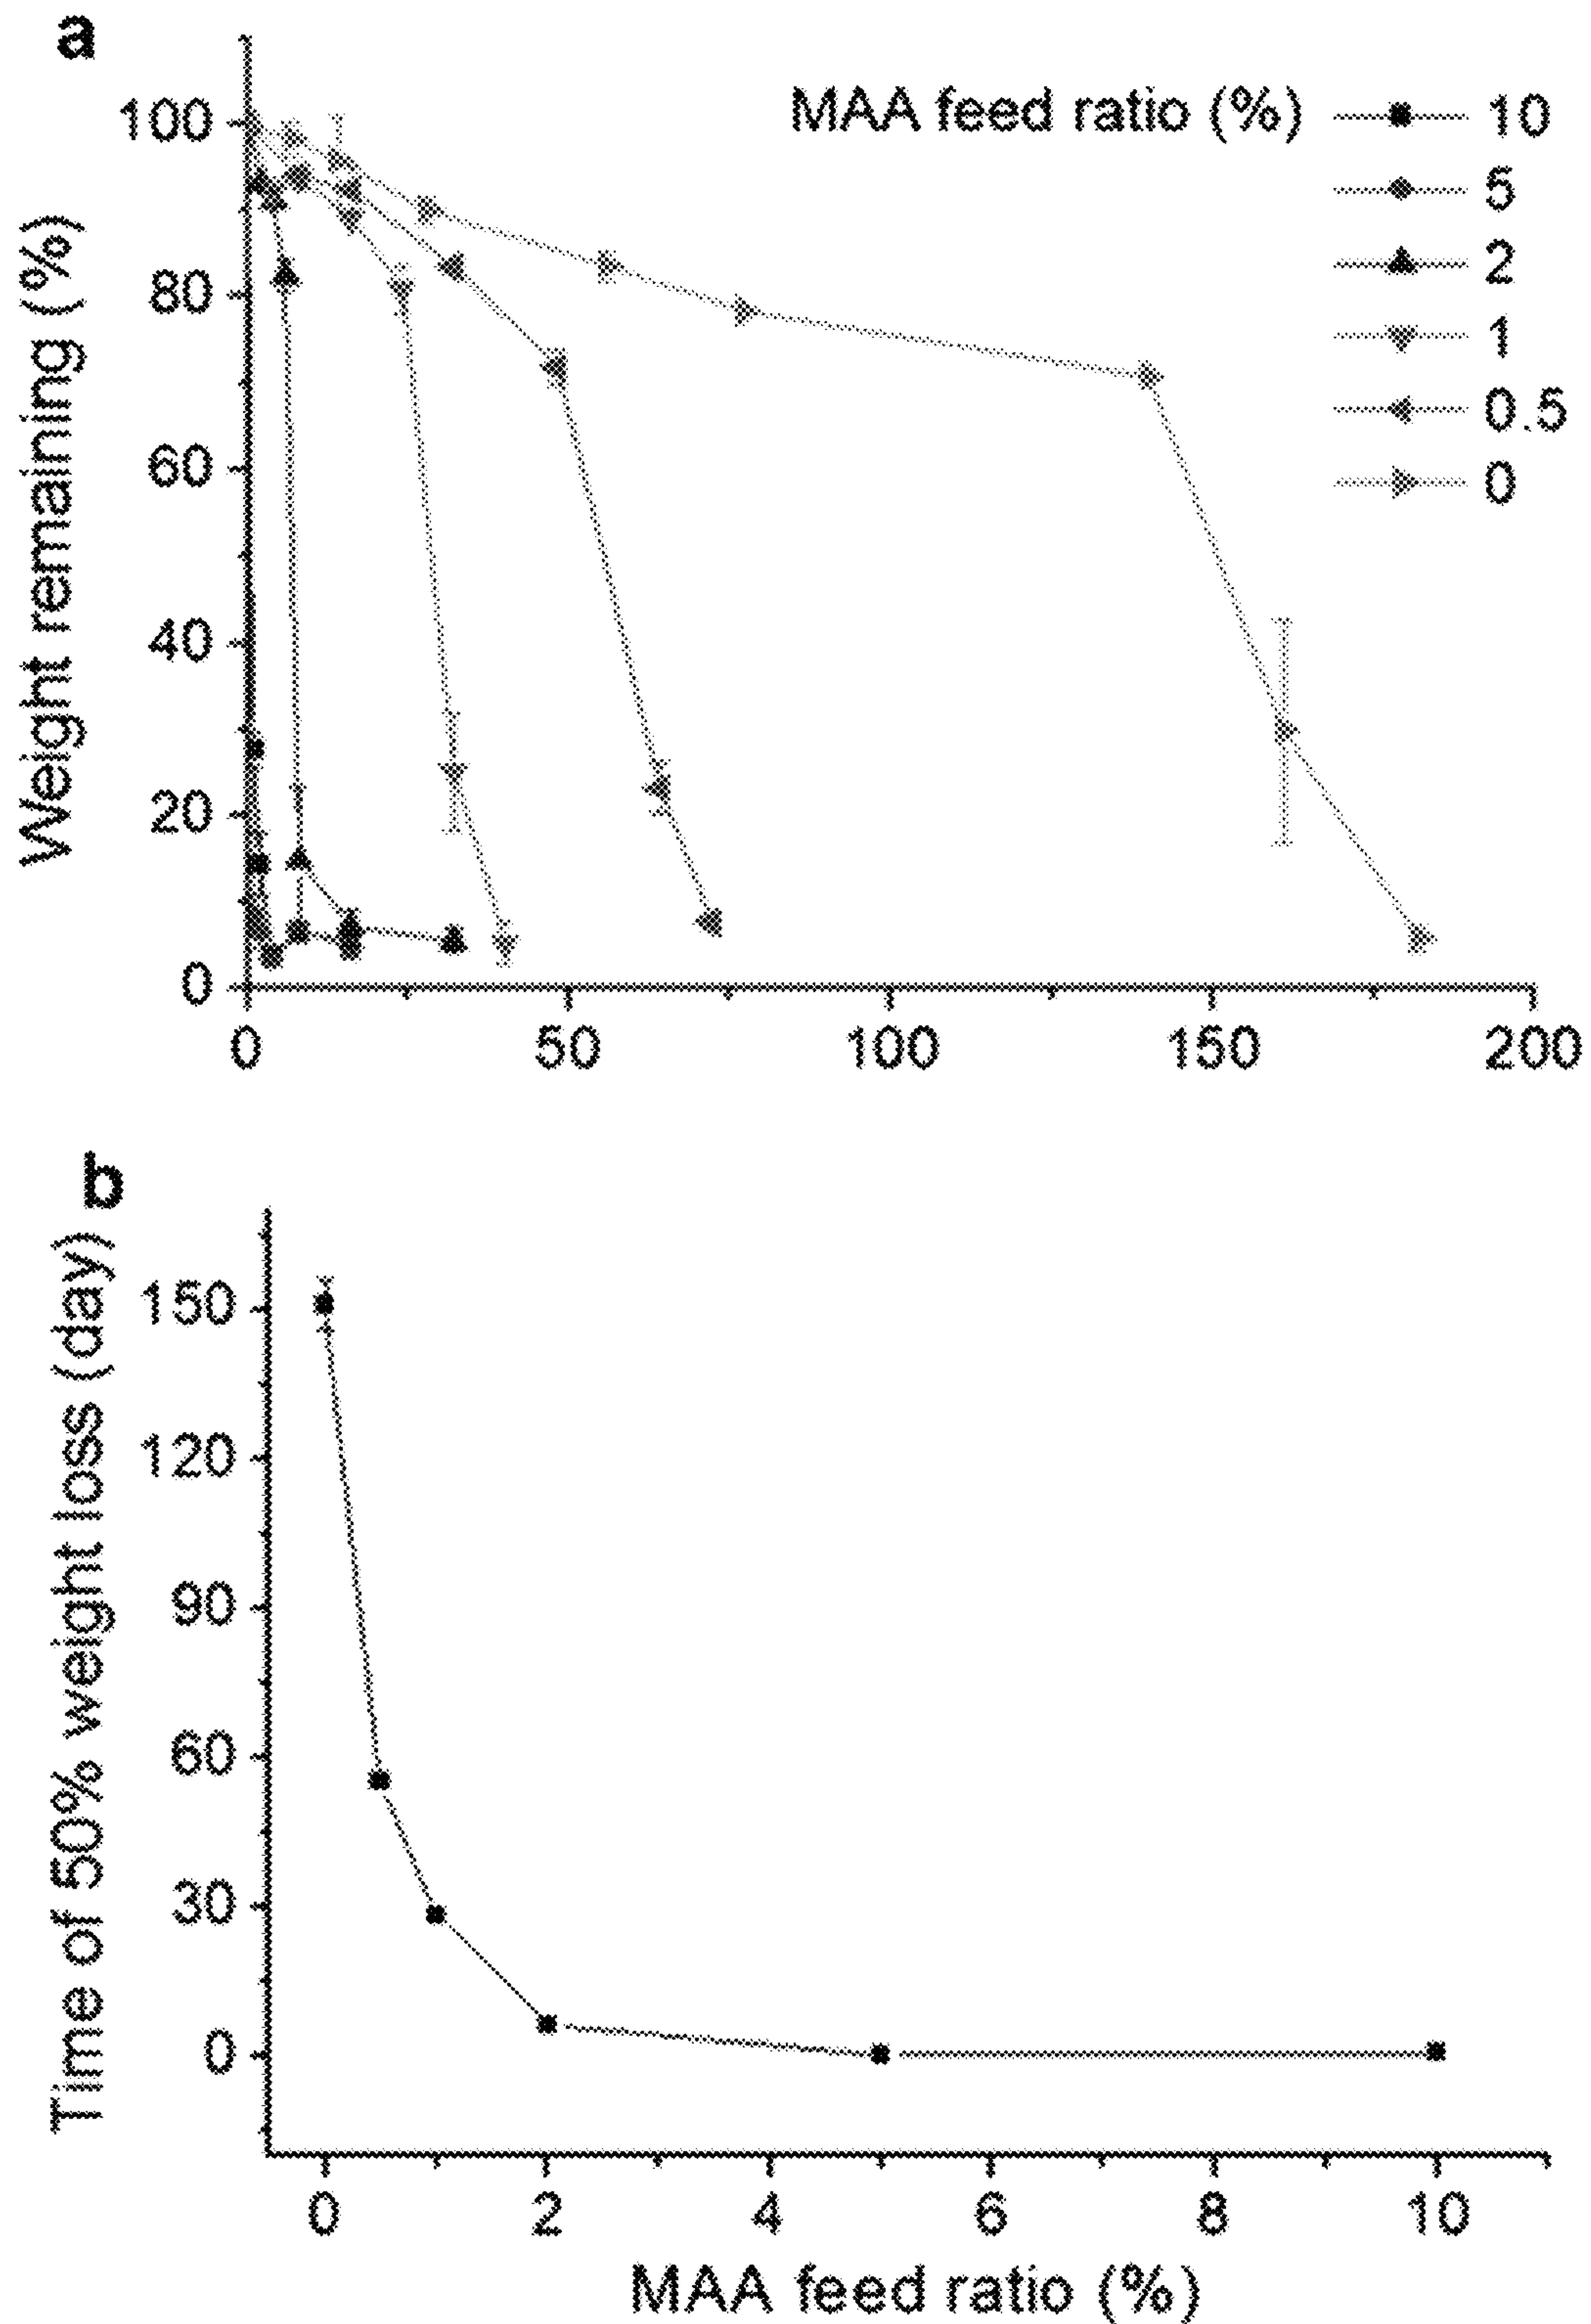 a
MAA feed ratio (%)
10
5
2
1
0.5
0
Weight remaining (%)
100
80
60
40
20
0
0 50 100 150 200
b
Time of 50% weight loss (day)
150
120
90
60
30
0
0 2 4 6 8 10
MAA feed ratio (%)